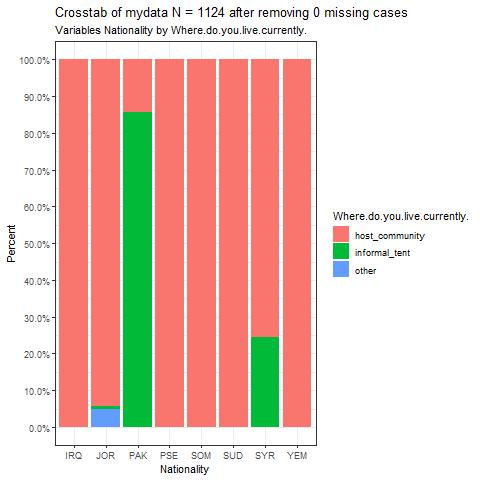 Crosstab of mydata N = 1124 after removing 0 missing cases
Variables Nationality by Where.do.you.live.currently.
100.0%
90.0%
80.0%
70.0%
60.0%
50.0%
40.0%
30.0%
20.0%
10.0%
0.0%
Percent
IRQ JOR PAK PSE SOM SUD SYR YEM
Nationality
Where.do.you.live.currently.
host_community
informal_tent
other